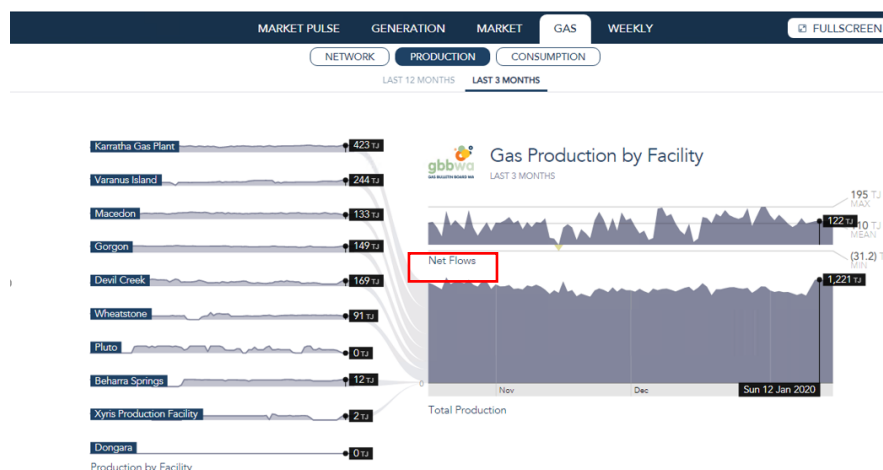 MARKET PULSE GENERATION MARKET GAS WEEKLY FULLSCREEN
NETWORK PRODUCTION CONSUMPTION
LAST 12 MONTHS LAST 3 MONTHS
Karratha Gas Plant 423 TJ
Varanus Island 244 TJ
Macedon 133 TJ
Gorgon 149 TJ
Devil Creek 169 TJ
Wheatstone 91 TJ
Pluto 0 TJ
Beharra Springs 12 TJ
Xyris Production Facility 2 TJ
Dongara 0 TJ
Production by Facility
gbbwa
GAS BULLETIN BOARD WA
Gas Production by Facility
LAST 3 MONTHS
195 TJ
MAX
122 TJ 10 TJ
MEAN
Net Flows
(31.2) T
MIN
1,221 TJ
0
Nov Dec Sun 12 Jan 2020
Total Production